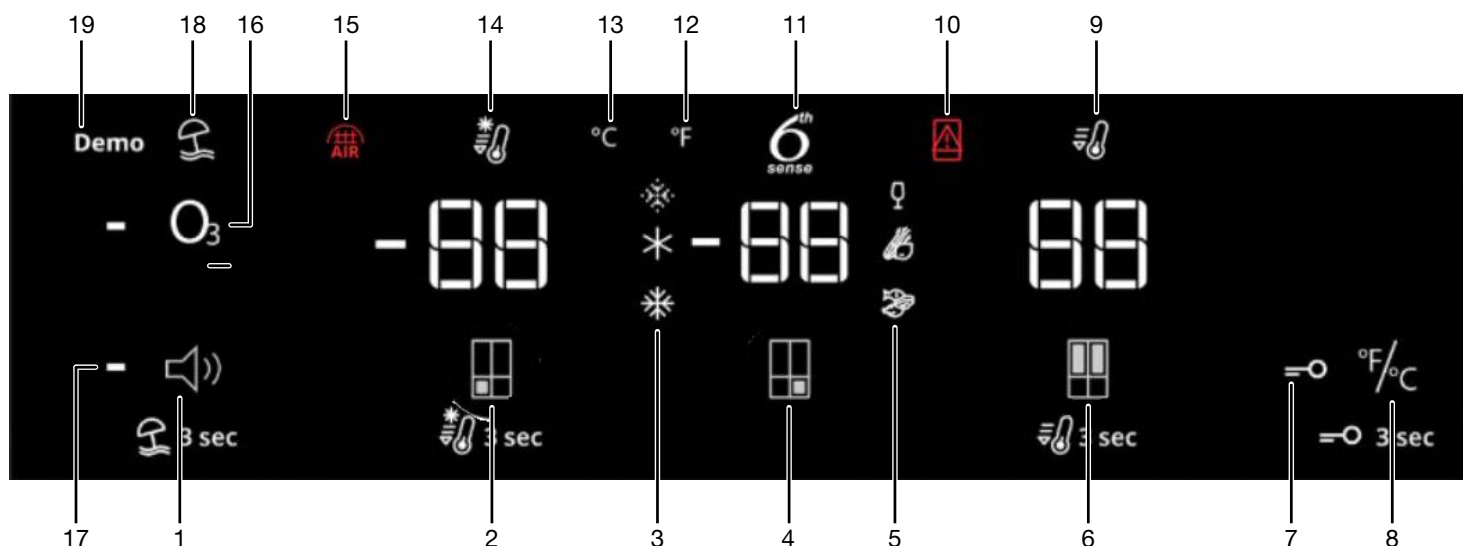 19 18 16 15 14 13 12 11 10 9
Demo AIR °C °F 6th sense
- O3 -88 -88 88
-
°F/°C
3 sec 3 sec 3 sec 3 sec
17 1 2 3 4 5 6 7 8